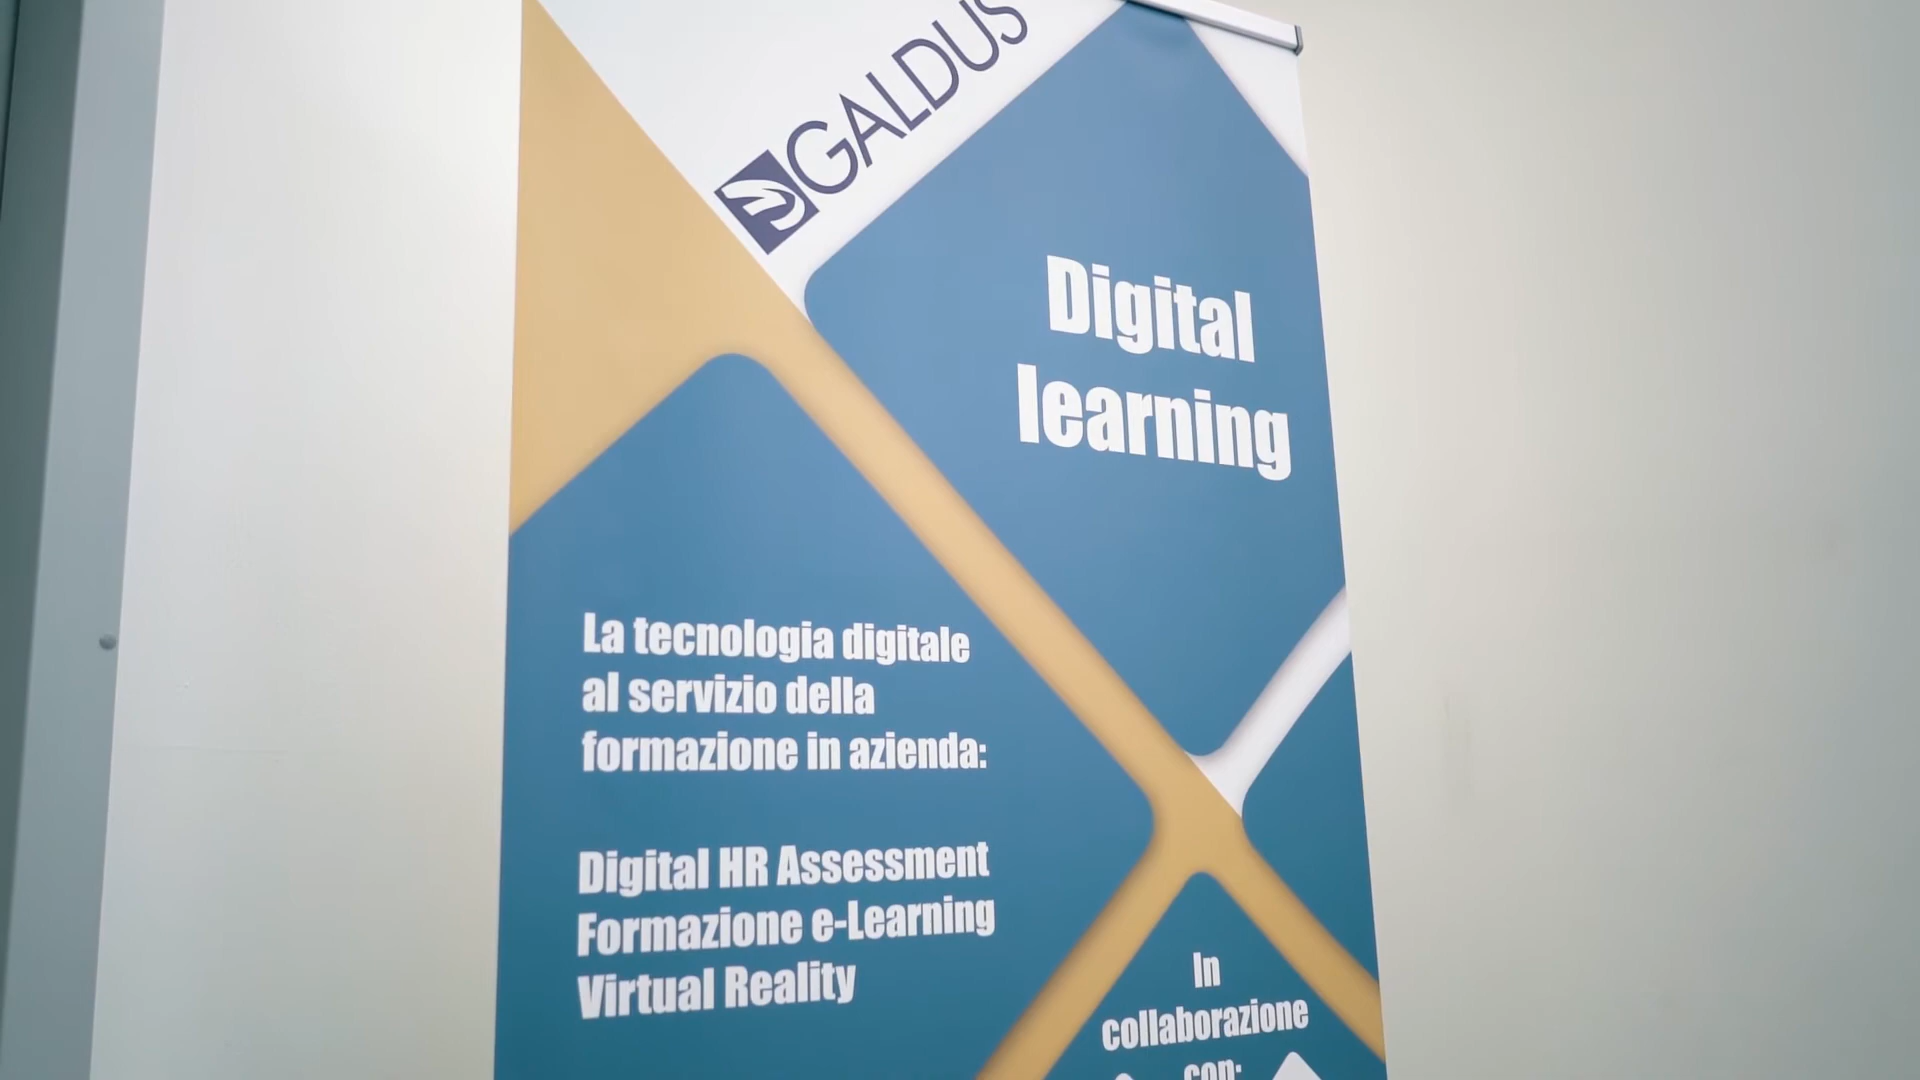 GALDUS
Digital
learning
La tecnologia digitale
al servizio della
formazione in azienda:
Digital HR Assessment
Formazione e-Learning
Virtual Reality
In
collaborazione
con: